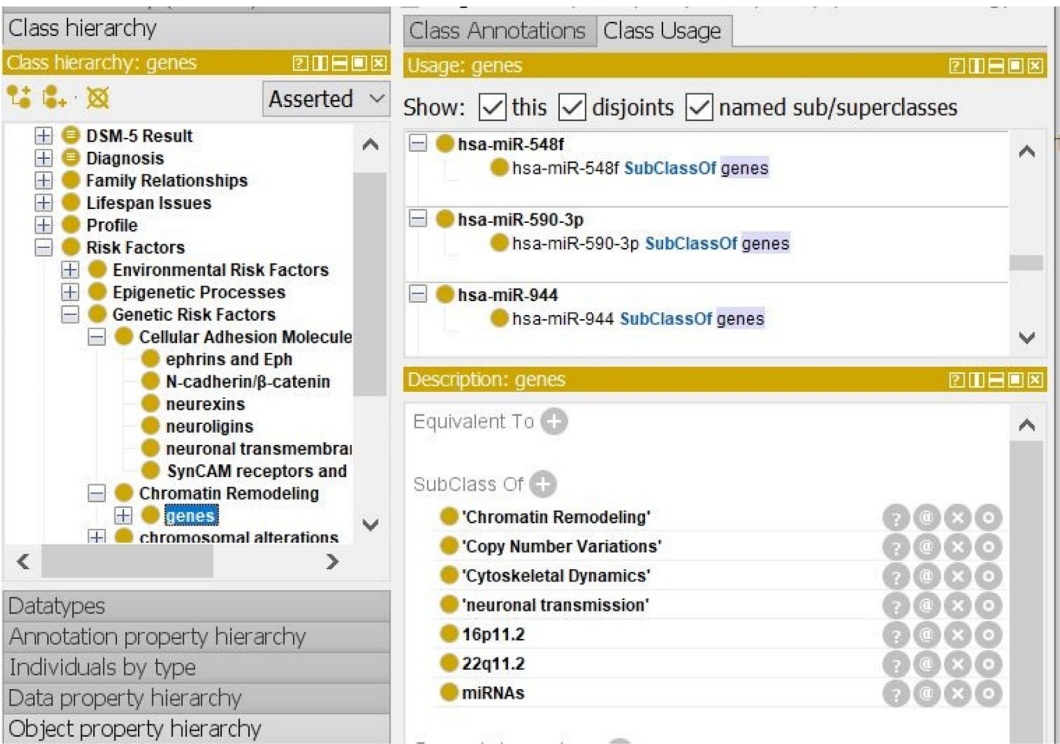 Class hierarchy
Class hierarchy: genes
Asserted
DSM-5 Result
Diagnosis
Family Relationships
Lifespan Issues
Profile
Risk Factors
Environmental Risk Factors
Epigenetic Processes
Genetic Risk Factors
Cellular Adhesion Molecule
ephrins and Eph
N-cadherin/β-catenin
neurexins
neuroligins
neuronal transmembra
SynCAM receptors and
Chromatin Remodeling
genes
chromosomal alterations
Datatypes
Annotation property hierarchy
Individuals by type
Data property hierarchy
Object property hierarchy
Class Annotations Class Usage
Usage: genes
Show: this disjoints named sub/superclasses
hsa-miR-548f
hsa-miR-548f SubClassOf genes
hsa-miR-590-3p
hsa-miR-590-3p SubClassOf genes
hsa-miR-944
hsa-miR-944 SubClassOf genes
Description: genes
Equivalent To
SubClass Of
'Chromatin Remodeling'
'Copy Number Variations'
'Cytoskeletal Dynamics'
'neuronal transmission'
16p11.2
22q11.2
miRNAs